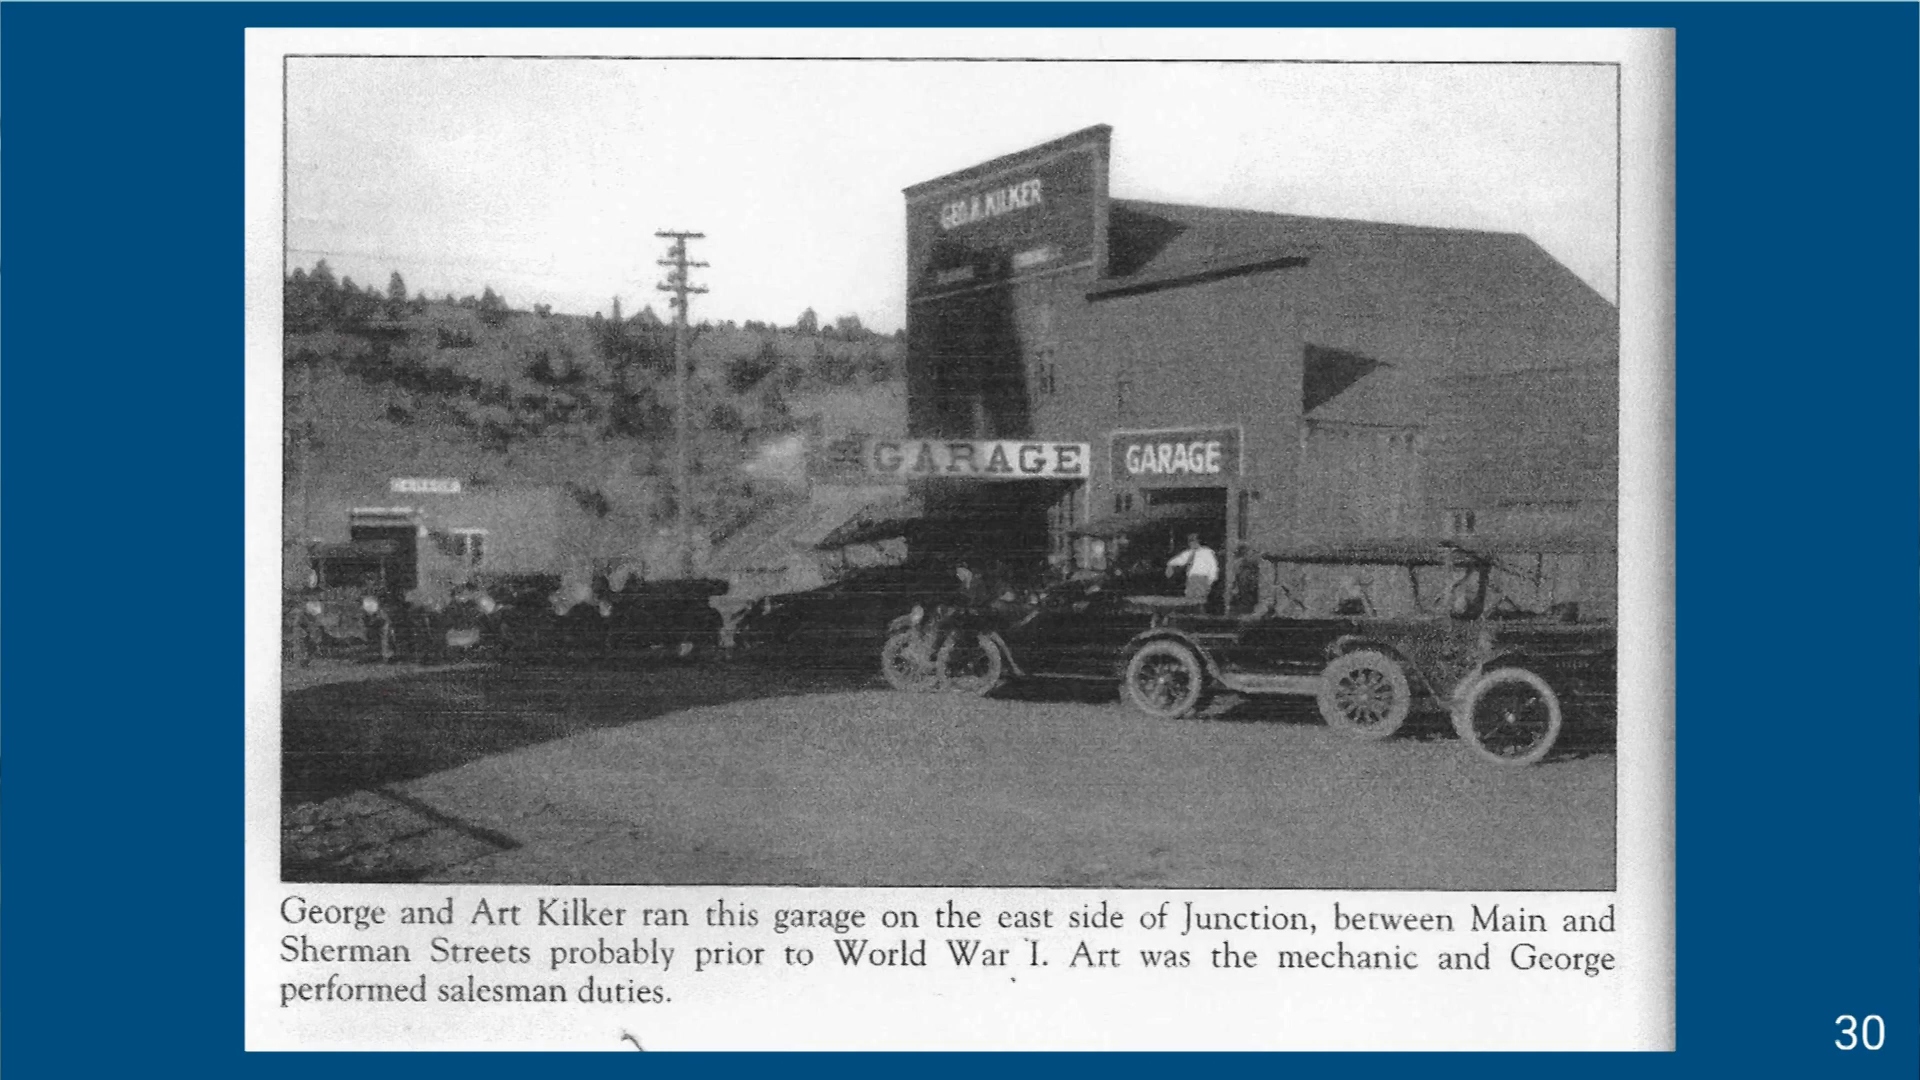 GEO. H. KILKER
GARAGE
GARAGE
George and Art Kilker ran this garage on the east side of Junction, between Main and
Sherman Streets probably prior to World War I. Art was the mechanic and George
performed salesman duties.
30